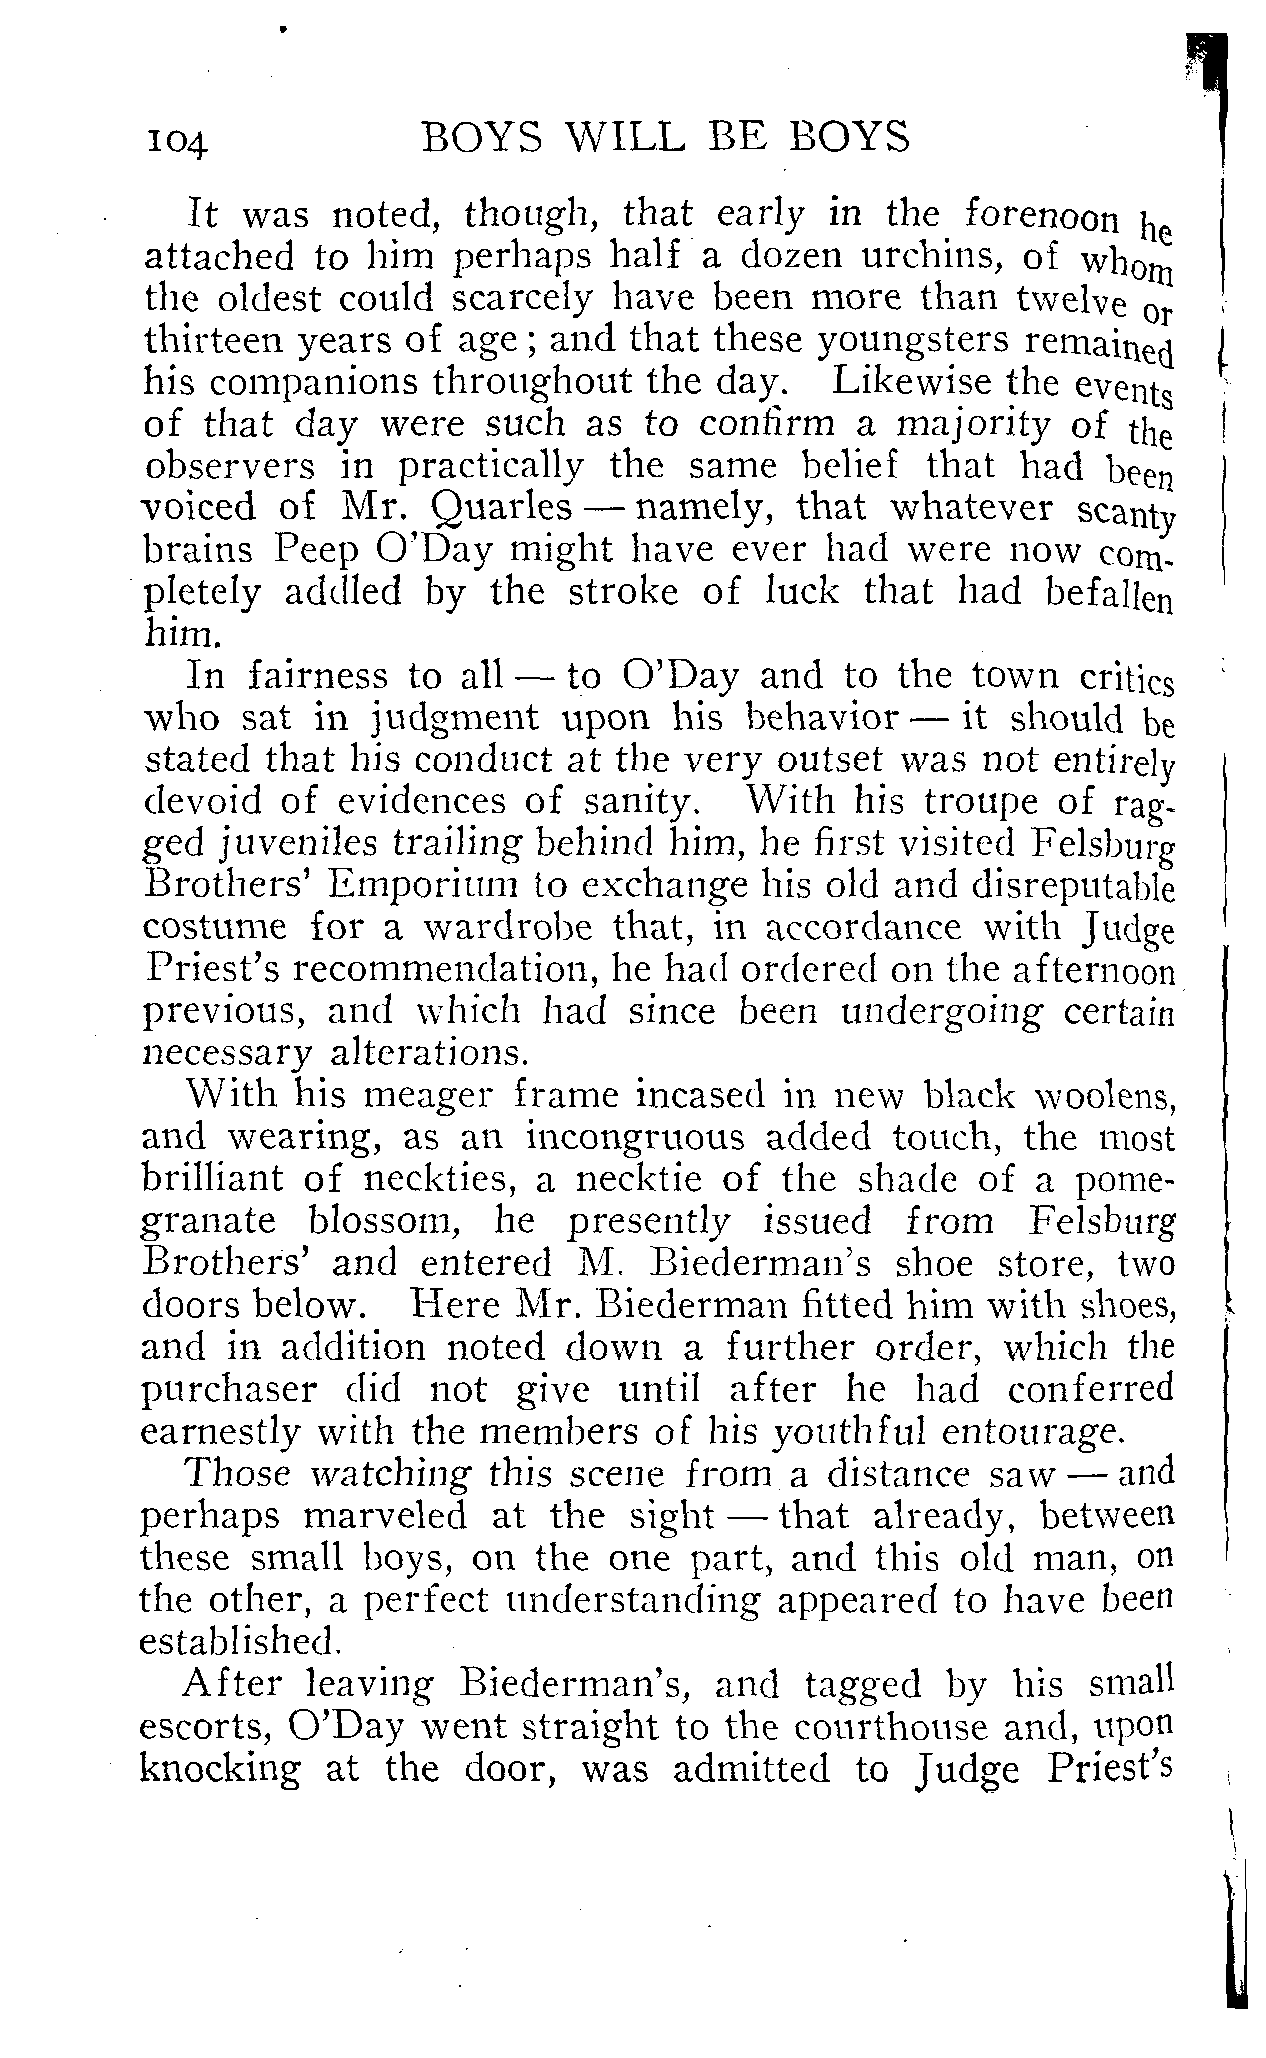 104 BOYS WILL BE BOYS
It was noted, though, that early in the forenoon he
attached to him perhaps half a dozen urchins, of whom
the oldest could scarcely have been more than twelve or
thirteen years of age; and that these youngsters remained
his companions throughout the day. Likewise the events
of that day were such as to confirm a majority of the
observers in practically the same belief that had been
voiced of Mr. Quarles — namely, that whatever scanty
brains Peep O'Day might have ever had were now com-
pletely addled by the stroke of luck that had befallen
him.
In fairness to all — to O'Day and to the town critics
who sat in judgment upon his behavior — it should be
stated that his conduct at the very outset was not entirely
devoid of evidences of sanity. With his troupe of rag-
ged juveniles trailing behind him, he first visited Felsburg
Brothers' Emporium to exchange his old and disreputable
costume for a wardrobe that, in accordance with Judge
Priest's recommendation, he had ordered on the afternoon
previous, and which had since been undergoing certain
necessary alterations.
With his meager frame incased in new black woolens,
and wearing, as an incongruous added touch, the most
brilliant of neckties, a necktie of the shade of a pome-
granate blossom, he presently issued from Felsburg
Brothers' and entered M. Biederman's shoe store, two
doors below. Here Mr. Biederman fitted him with shoes,
and in addition noted down a further order, which the
purchaser did not give until after he had conferred
earnestly with the members of his youthful entourage.
Those watching this scene from a distance saw — and
perhaps marveled at the sight — that already, between
these small boys, on the one part, and this old man, on
the other, a perfect understanding appeared to have been
established.
After leaving Biederman's, and tagged by his small
escorts, O'Day went straight to the courthouse and, upon
knocking at the door, was admitted to Judge Priest's